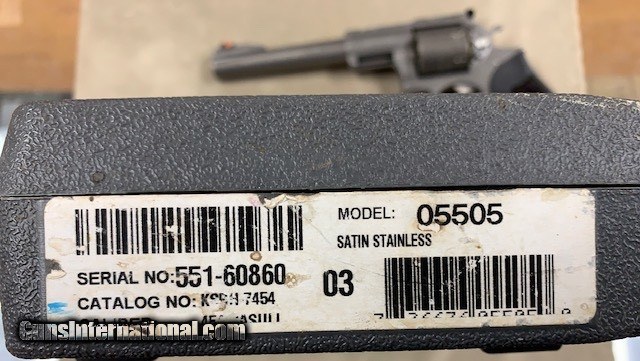 MODEL: 05505
SATIN STAINLESS
SERIAL NO: 551-60860
03
CATALOG NO: KSRH-7454
GunsInternational.com